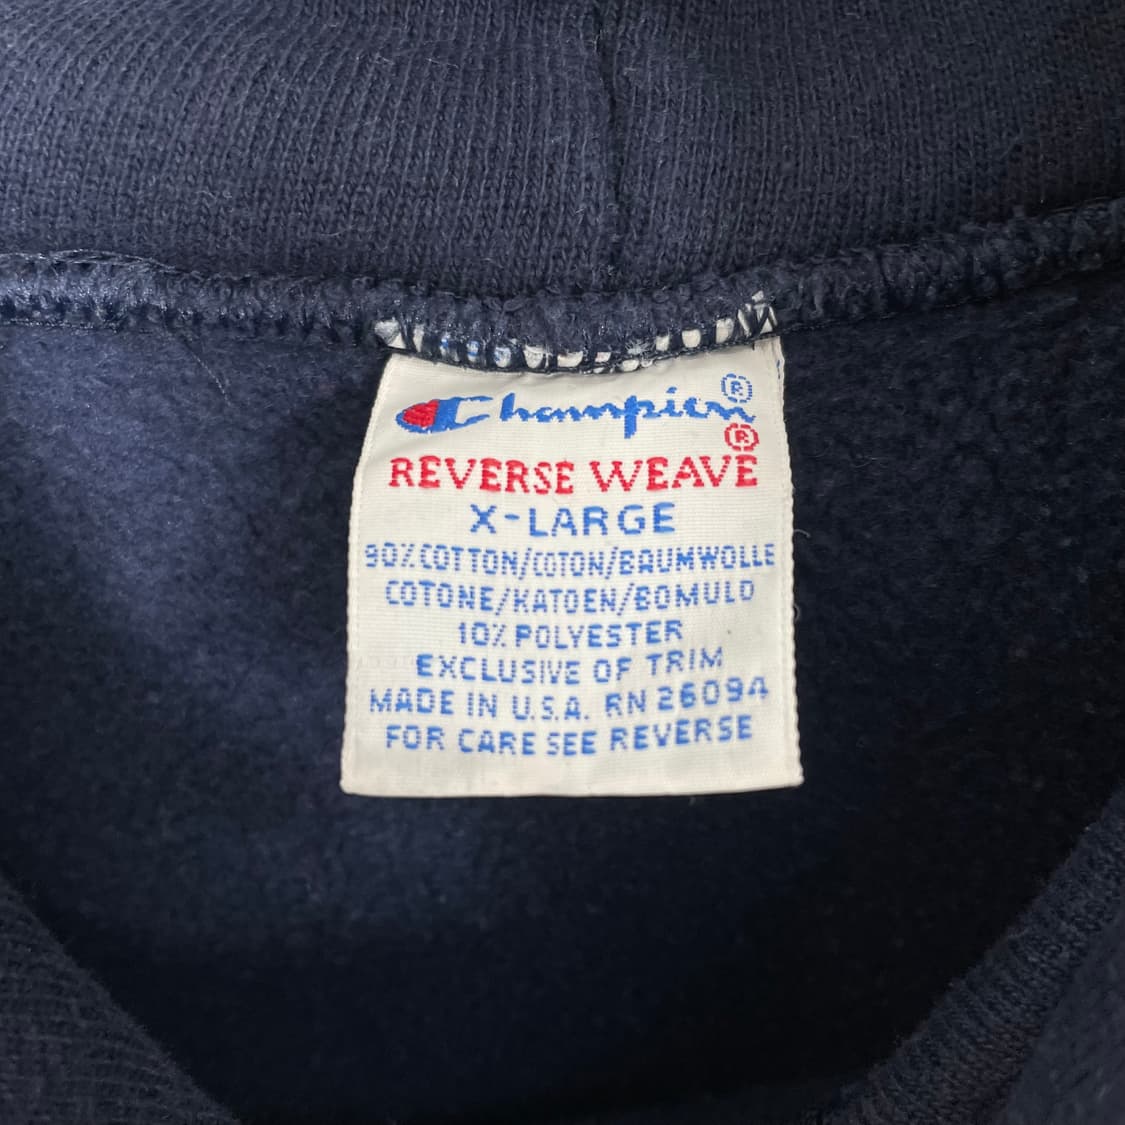 Champion ®
®
REVERSE WEAVE
X-LARGE
90% COTTON/COTON/BAUMWOLLE
COTONE/KATOEN/BOMULD
10% POLYESTER
EXCLUSIVE OF TRIM
MADE IN U.S.A. RN 26094
FOR CARE SEE REVERSE